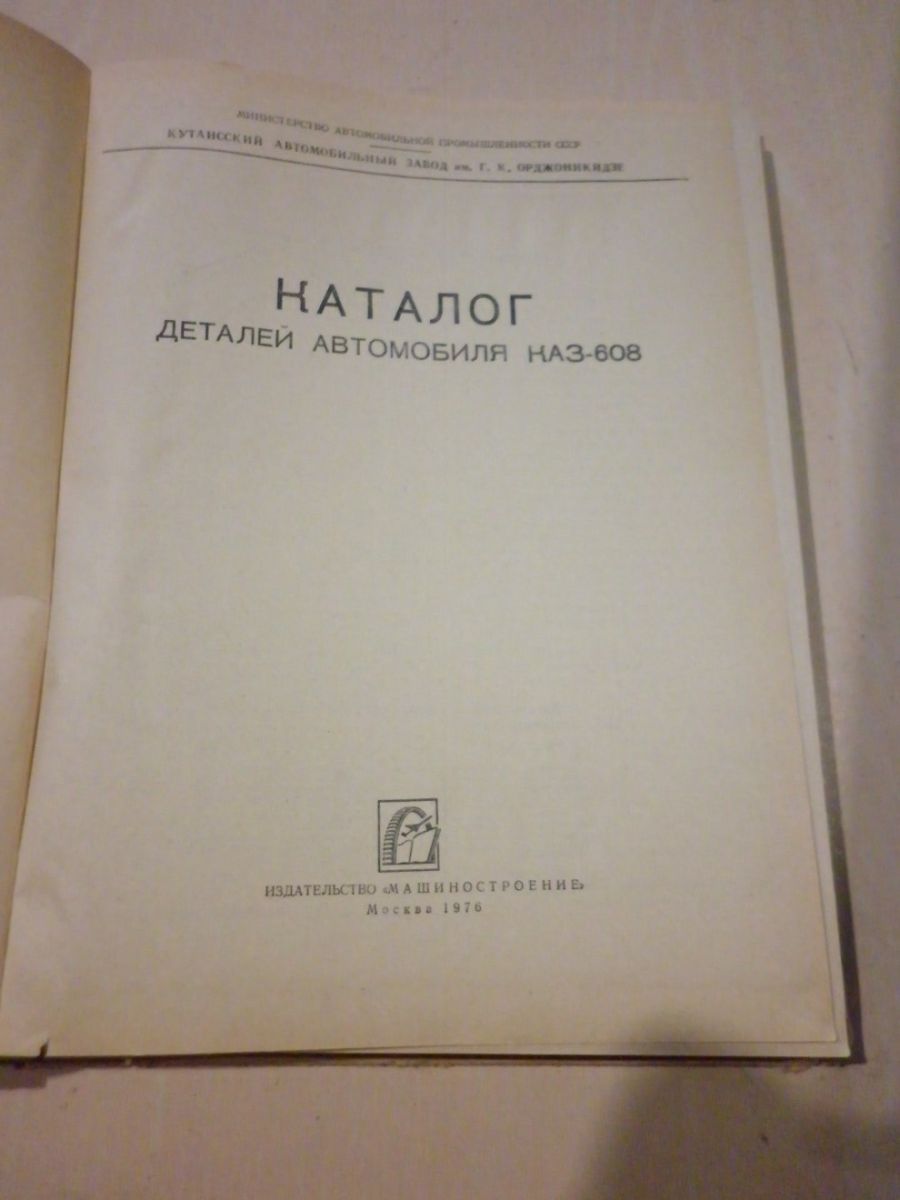 МИНИСТЕРСТВО АВТОМОБИЛЬНОЙ ПРОМЫШЛЕННОСТИ СССР
КУТАИССКИЙ АВТОМОБИЛЬНЫЙ ЗАВОД им. Г. К. ОРДЖОНИКИДЗЕ
КАТАЛОГ
ДЕТАЛЕЙ АВТОМОБИЛЯ КАЗ-608
ИЗДАТЕЛЬСТВО «МАШИНОСТРОЕНИЕ»
Москва 1976